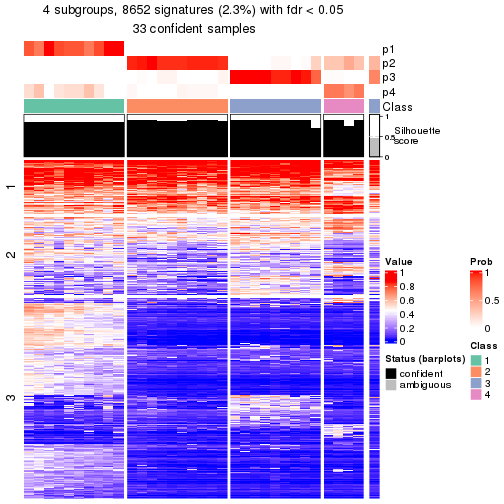 4 subgroups, 8652 signatures (2.3%) with fdr < 0.05
33 confident samples
p1
p2
p3
p4
Class
1
0.5
0
Silhouette
score
1
2
3
Value
1
0.8
0.6
0.4
0.2
0
Prob
1
0.5
0
Status (barplots)
confident
ambiguous
Class
1
2
3
4